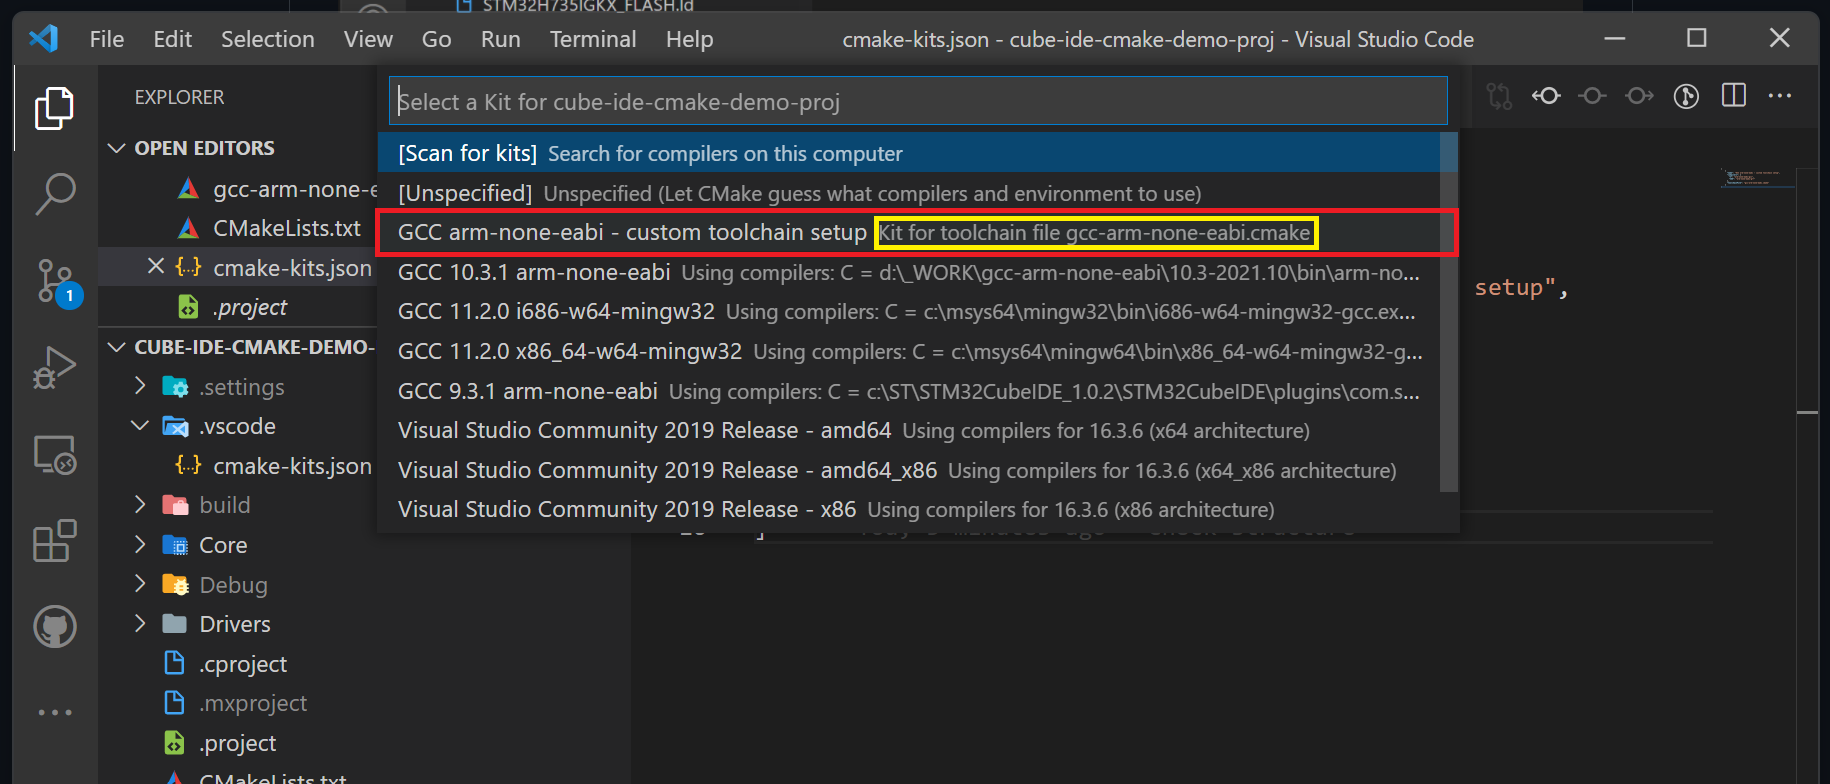 STM32H735IGKX_FLASH.ld
File Edit Selection View Go Run Terminal Help
cmake-kits.json - cube-ide-cmake-demo-proj - Visual Studio Code
EXPLORER
OPEN EDITORS
gcc-arm-none-e
CMakeLists.txt
cmake-kits.json
.project
1
CUBE-IDE-CMAKE-DEMO-
.settings
.vscode
cmake-kits.json
build
Core
Debug
Drivers
.cproject
.mxproject
.project
CMakeLists.txt
Select a Kit for cube-ide-cmake-demo-proj
[Scan for kits] Search for compilers on this computer
[Unspecified] Unspecified (Let CMake guess what compilers and environment to use)
GCC arm-none-eabi - custom toolchain setup Kit for toolchain file gcc-arm-none-eabi.cmake
GCC 10.3.1 arm-none-eabi Using compilers: C = d:\_WORK\gcc-arm-none-eabi\10.3-2021.10\bin\arm-no...
GCC 11.2.0 i686-w64-mingw32 Using compilers: C = c:\msys64\mingw32\bin\i686-w64-mingw32-gcc.ex...
GCC 11.2.0 x86_64-w64-mingw32 Using compilers: C = c:\msys64\mingw64\bin\x86_64-w64-mingw32-g...
GCC 9.3.1 arm-none-eabi Using compilers: C = c:\ST\STM32CubeIDE_1.0.2\STM32CubeIDE\plugins\com.s...
Visual Studio Community 2019 Release - amd64 Using compilers for 16.3.6 (x64 architecture)
Visual Studio Community 2019 Release - amd64_x86 Using compilers for 16.3.6 (x64_x86 architecture)
Visual Studio Community 2019 Release - x86 Using compilers for 16.3.6 (x86 architecture)
setup",
]